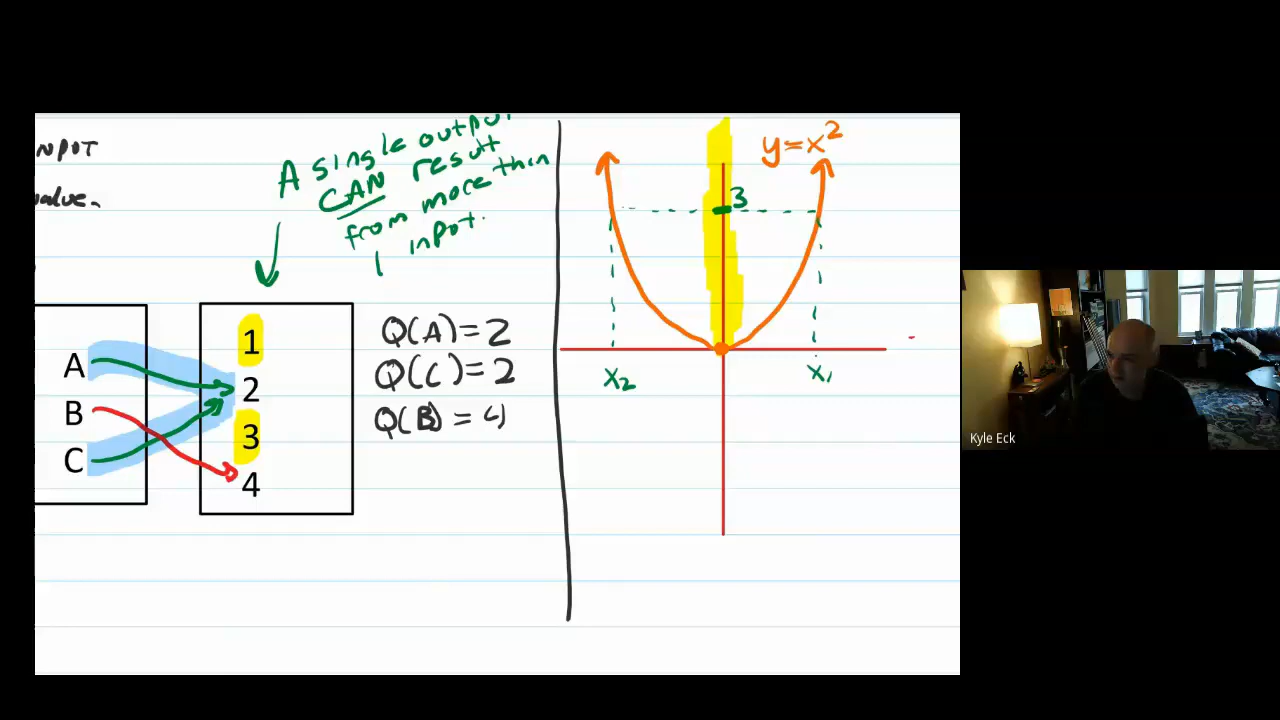 NPUT
value.
A single output
CAN result
from more than
1 input.
A
B
C
1
2
3
4
Q(A)=2
Q(C)=2
Q(B)=4
y=x²
3
x₂
x₁
Kyle Eck